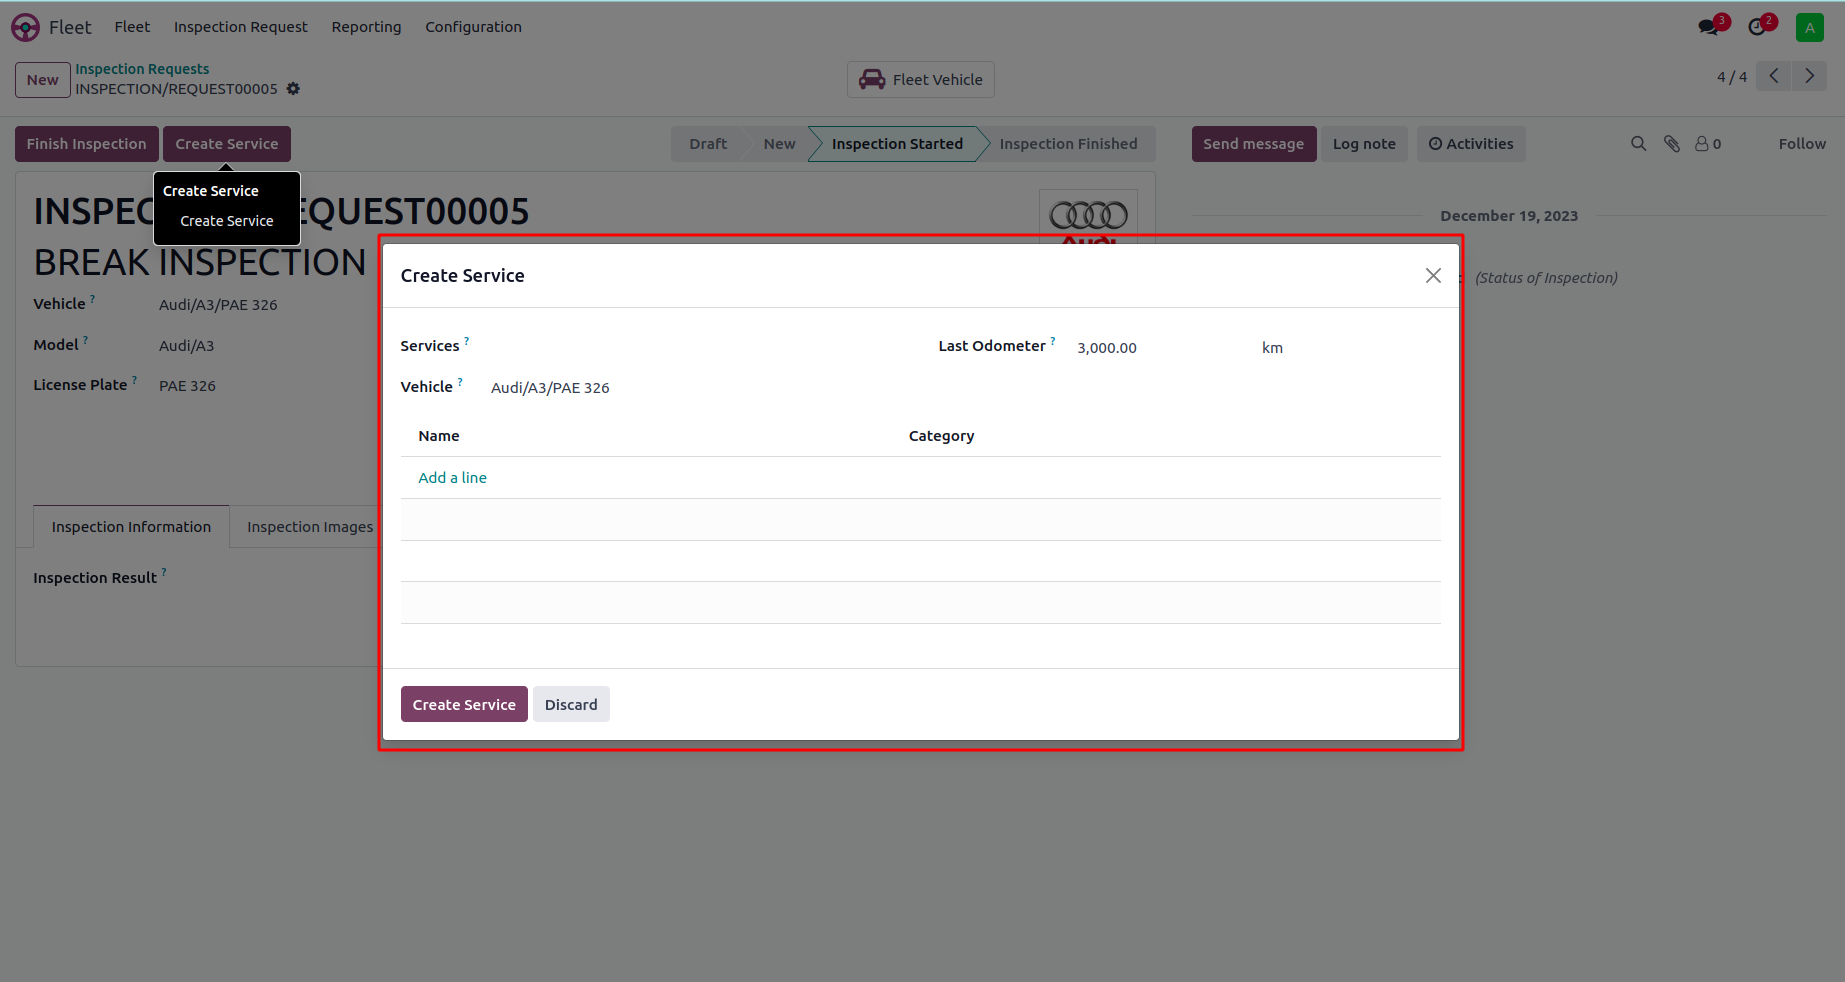 Fleet Fleet Inspection Request Reporting Configuration 3 2 A
New Inspection Requests
INSPECTION/REQUEST00005
Fleet Vehicle
4 / 4
Finish Inspection Create Service
Draft New Inspection Started Inspection Finished
Send message Log note Activities 0 Follow
Create Service
Create Service
INSPEC EQUEST00005
BREAK INSPECTION
Audi
December 19, 2023
(Status of Inspection)
Vehicle ? Audi/A3/PAE 326
Model ? Audi/A3
License Plate ? PAE 326
Inspection Information Inspection Images
Inspection Result ?
Create Service
Services ?
Last Odometer ? 3,000.00 km
Vehicle ? Audi/A3/PAE 326
Name Category
Add a line
Create Service Discard